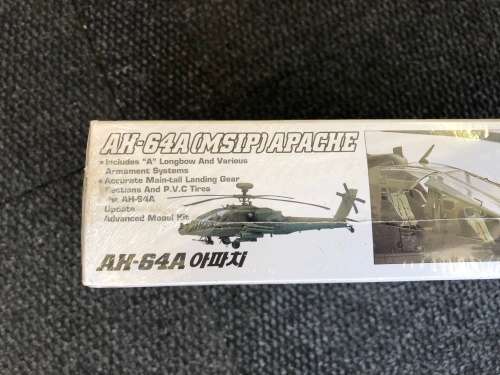 AH-64A(MSIP)APACHE
Includes "A" Longbow And Various
Armament Systems
Accurate Main-tail Landing Gear
Sections And P.V.C Tires
AH-64A
Update
Advanced Model Kit
AH-64A 아파치